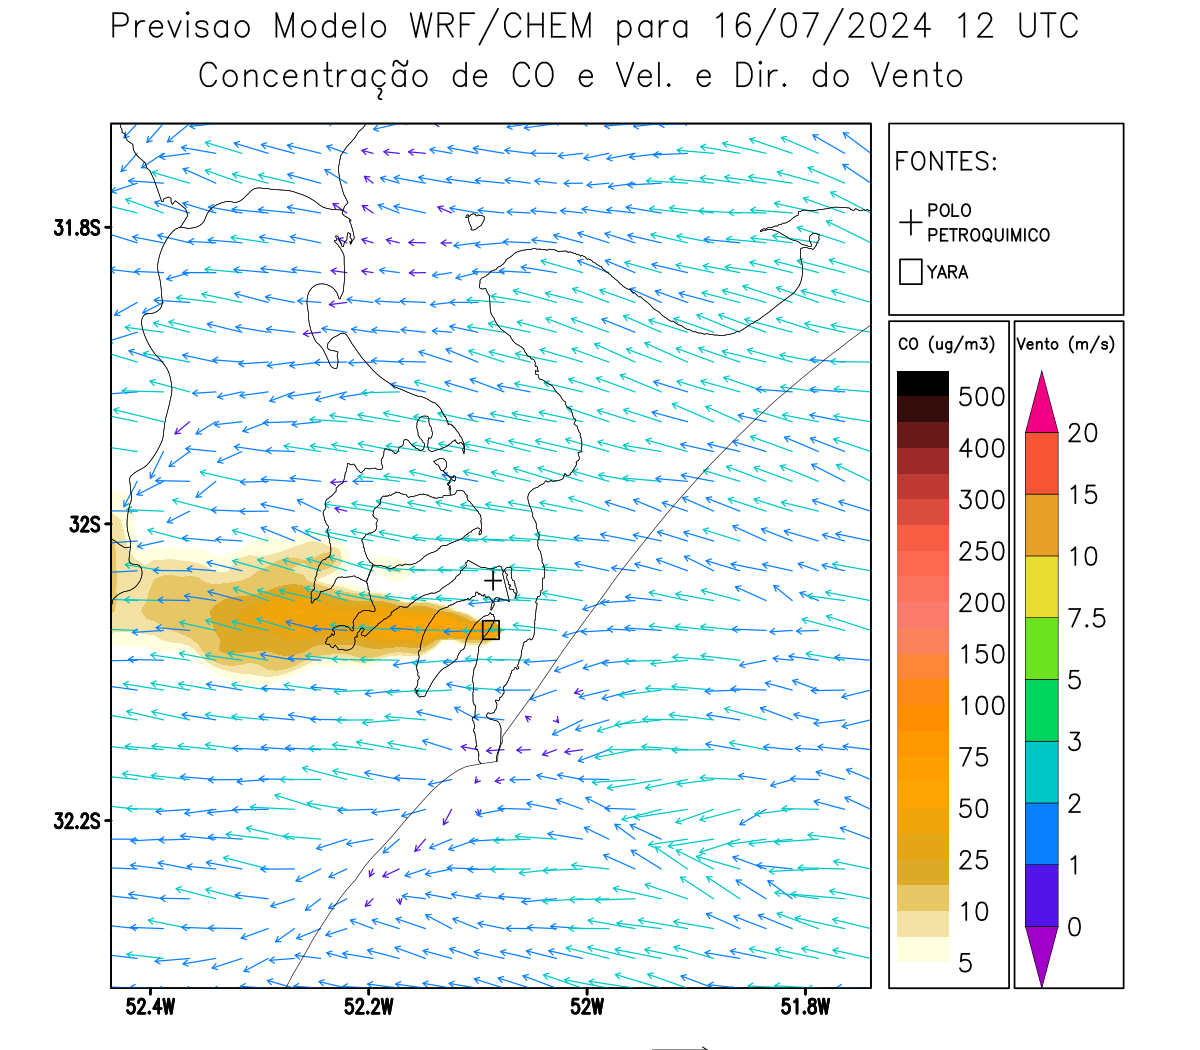 Previsao Modelo WRF/CHEM para 16/07/2024 12 UTC
Concentração de CO e Vel. e Dir. do Vento
FONTES:
POLO
PETROQUIMICO
YARA
CO (ug/m3)
500
400
300
250
200
150
100
75
50
25
10
5
Vento (m/s)
20
15
10
7.5
5
3
2
1
0
31.8S
32S
32.2S
52.4W
52.2W
52W
51.8W